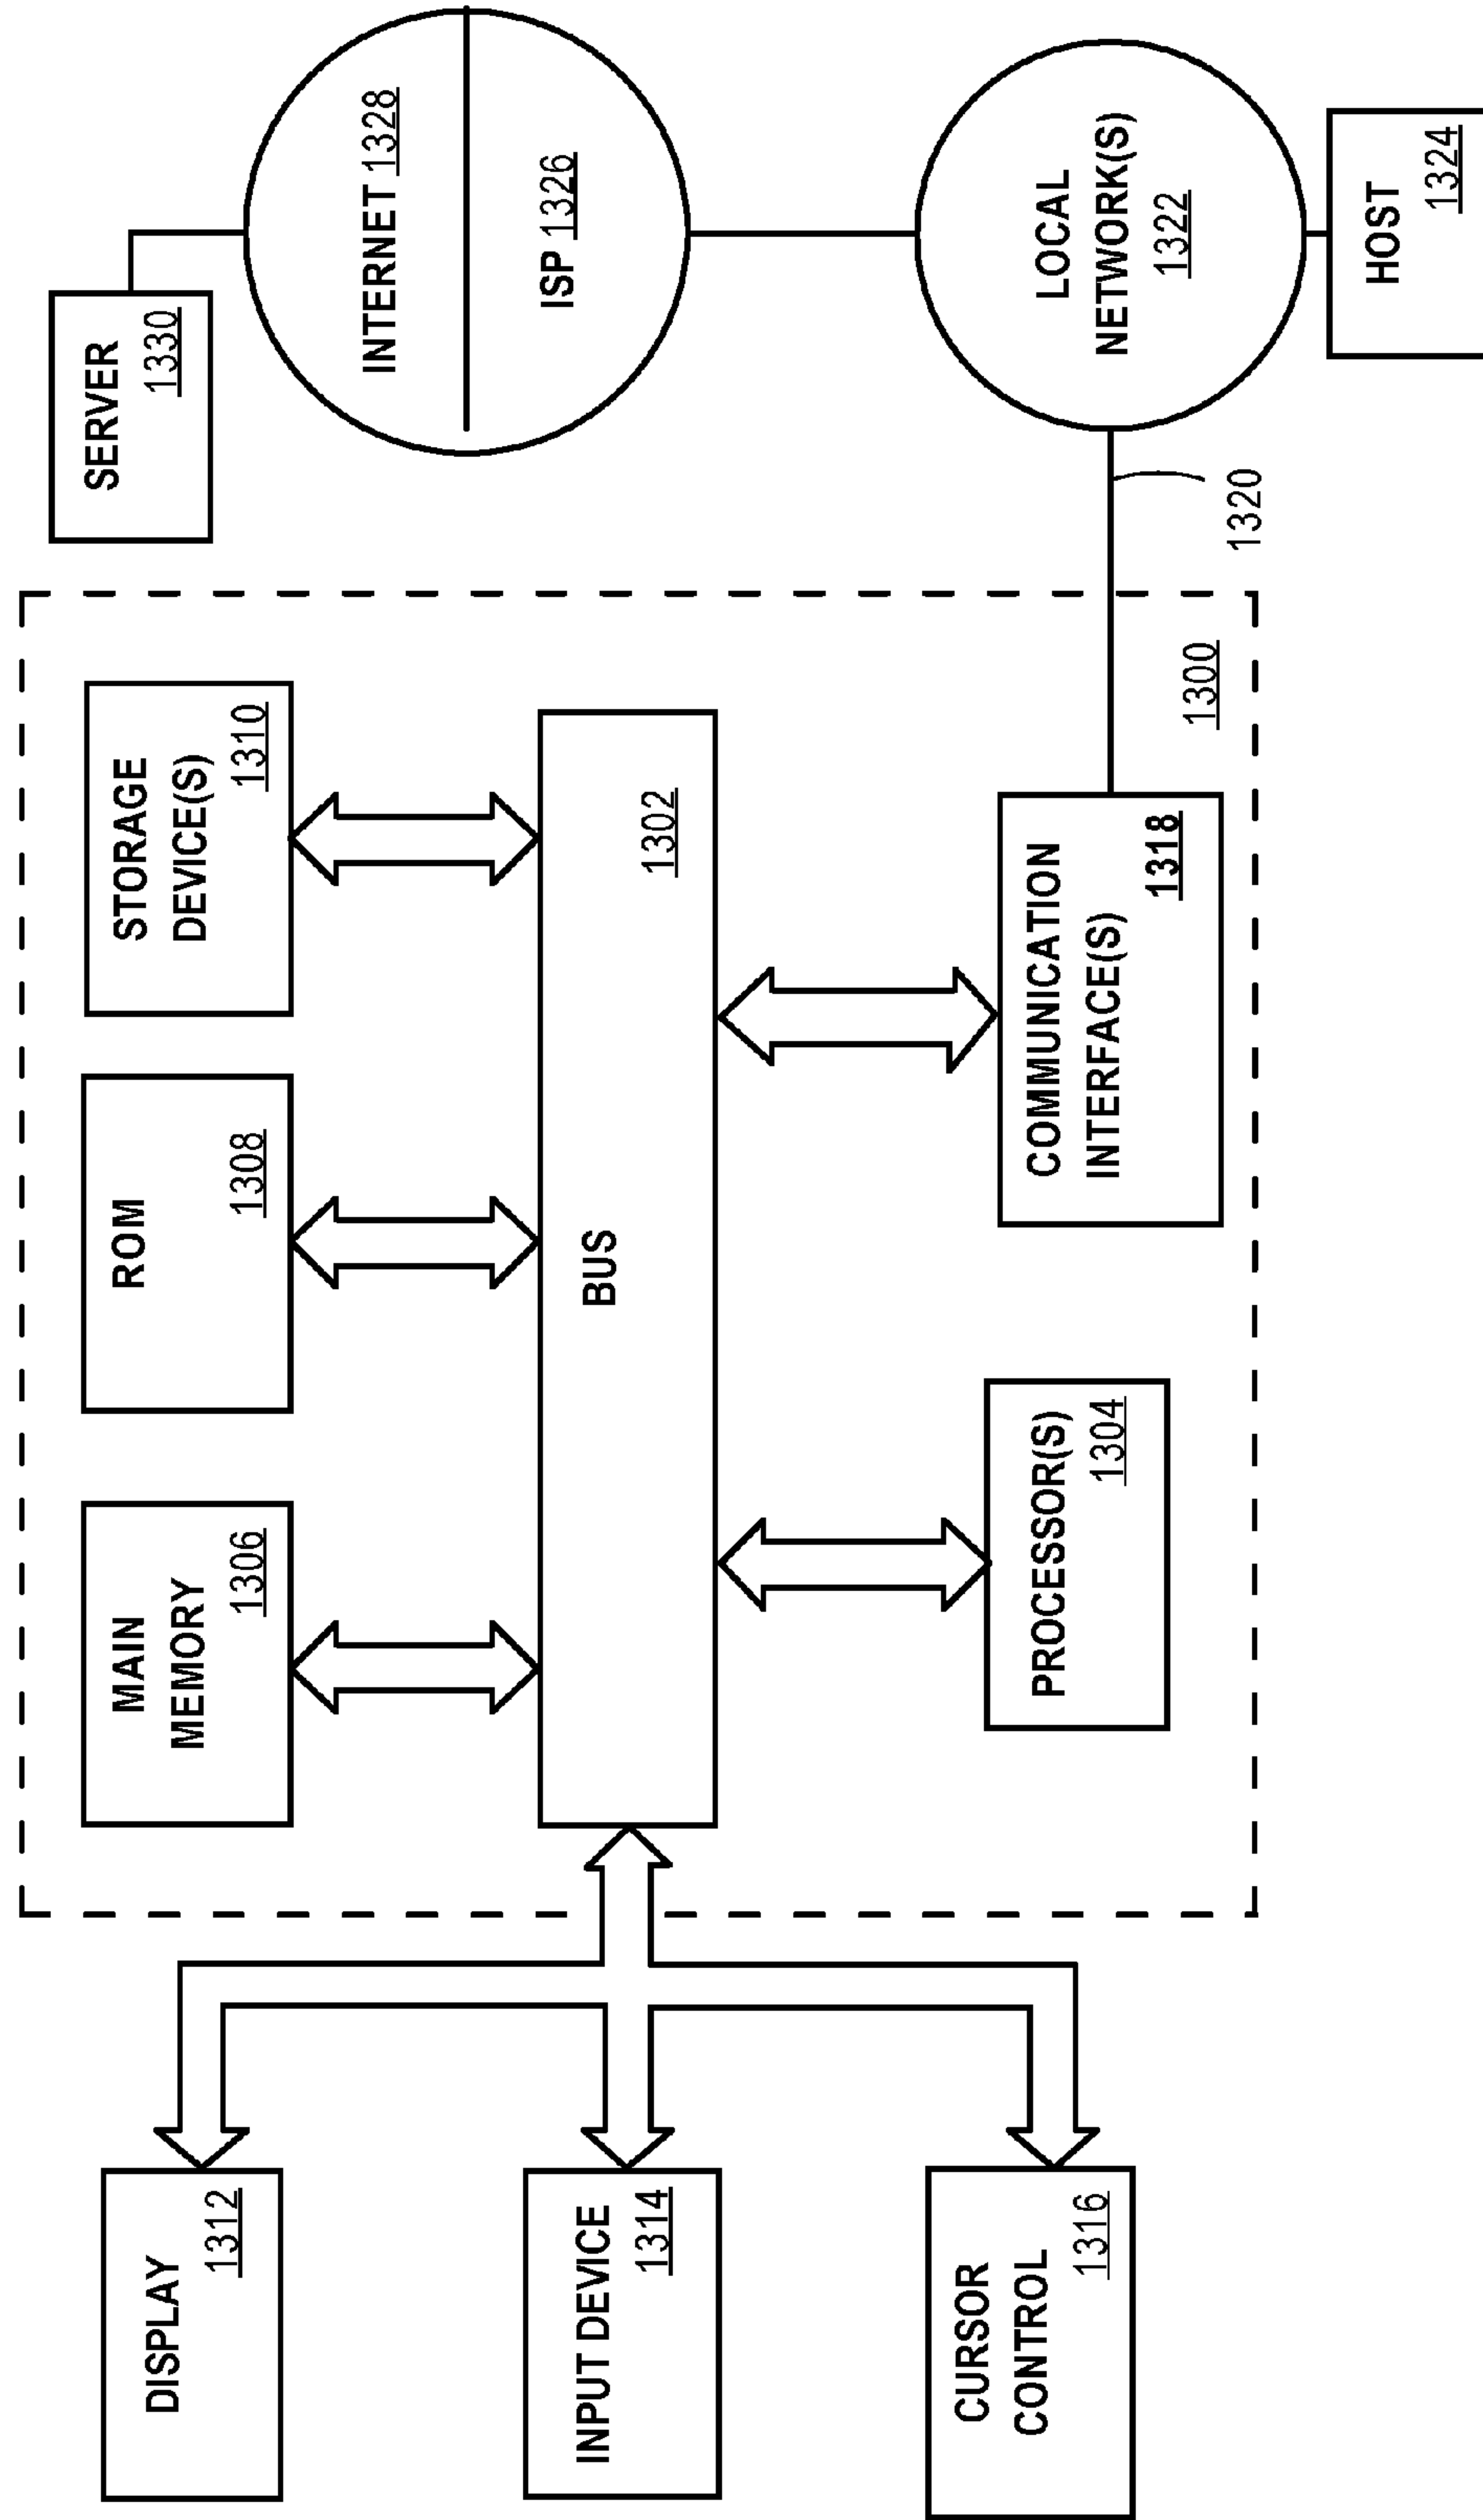 DISPLAY
1312
INPUT DEVICE
1314
CURSOR
CONTROL
1316
MAIN
MEMORY
1306
ROM
1308
STORAGE
DEVICE(S)
1310
BUS
1302
PROCESSOR(S)
1304
COMMUNICATION
INTERFACE(S)
1318
1300
SERVER
1330
INTERNET 1328
ISP 1326
1320
LOCAL
NETWORK(S)
1322
HOST
1324